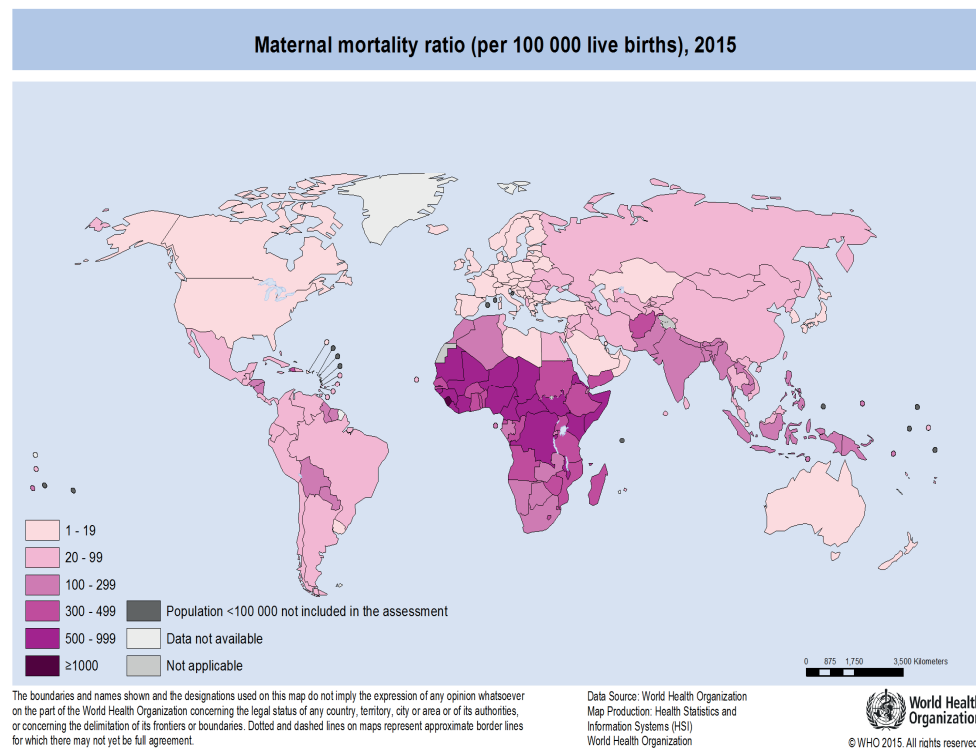 Maternal mortality ratio (per 100 000 live births), 2015
1 - 19
20 - 99
100 - 299
300 - 499
500 - 999
≥1000
Population <100 000 not included in the assessment
Data not available
Not applicable
0 875 1,750 3,500 Kilometers
The boundaries and names shown and the designations used on this map do not imply the expression of any opinion whatsoever
on the part of the World Health Organization concerning the legal status of any country, territory, city or area or of its authorities,
or concerning the delimitation of its frontiers or boundaries. Dotted and dashed lines on maps represent approximate border lines
for which there may not yet be full agreement.
Data Source: World Health Organization
Map Production: Health Statistics and
Information Systems (HSI)
World Health Organization
World Health
Organization
© WHO 2015. All rights reserved